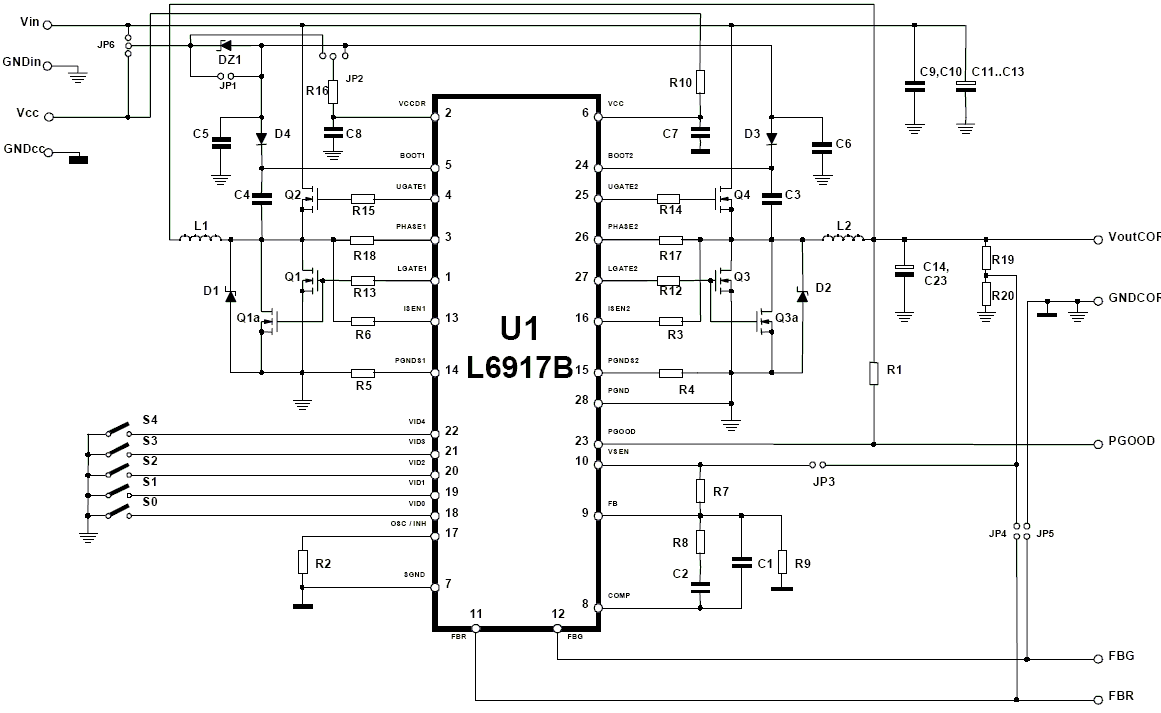 Vin
JP6
DZ1
JP1
JP2
GNDin
Vcc
GNDcc
R16
R10
C9,C10
C11..C13
VCCDR
2
6
VCC
C5
D4
C8
C7
D3
C6
BOOT1
5
24
BOOT2
C4
Q2
UGATE1
4
25
UGATE2
Q4
C3
R15
R14
L1
PHASE1
3
26
PHASE2
L2
VoutCOR
R18
R17
C14,
C23
R19
Q1
LGATE1
1
27
LGATE2
Q3
D1
R13
R12
D2
R20
GNDCOR
Q1a
ISEN1
13
16
ISEN2
Q3a
R6
R3
U1
L6917B
PGNDS1
14
15
PGNDS2
R5
R4
R1
28
PGND
S4
VID4
22
23
PGOOD
PGOOD
S3
VID3
21
VSEN
S2
VID2
20
10
JP3
S1
VID1
19
R7
S0
VID0
18
9
FB
OSC / INH
17
JP4
JP5
R2
R8
C2
C1
R9
SGND
7
8
COMP
11
12
FBR
FBG
FBG
FBR